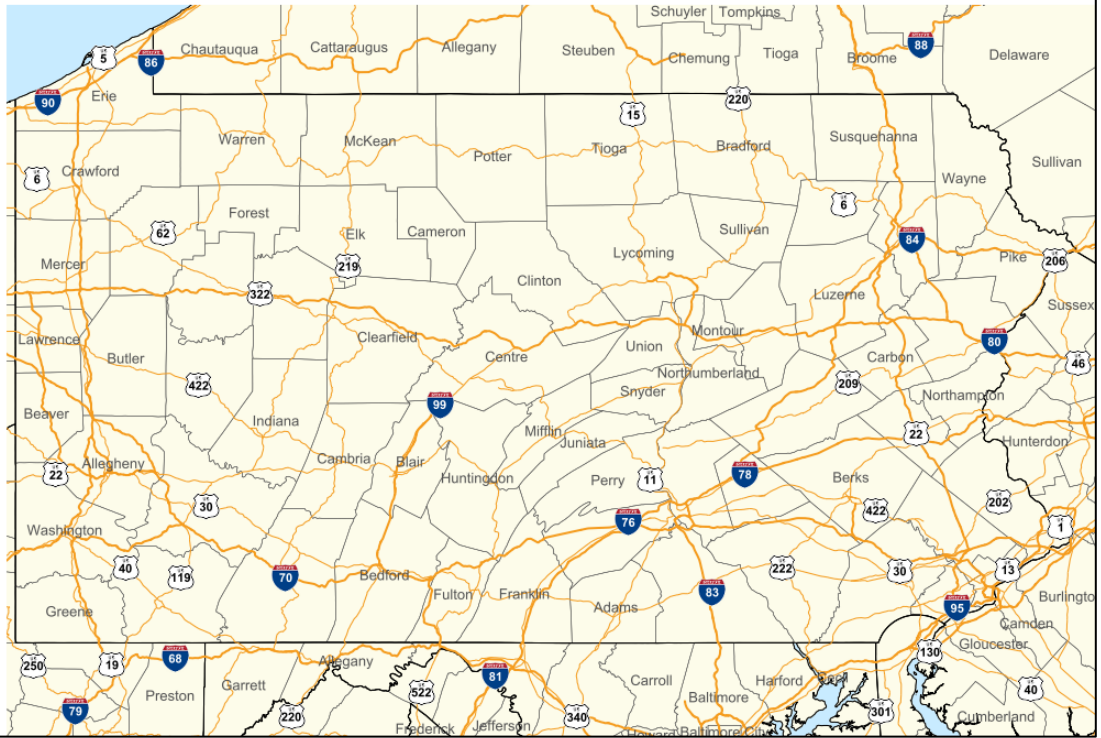 Schuyler Tompkins
Chautauqua Cattaraugus Allegany Steuben Chemung Tioga Broome 88 Delaware
5
86
90 Erie
15 220
Warren McKean Potter Tioga Bradford Susquehanna
Sullivan
6 Crawford
Wayne
6
62 Forest
Elk Cameron Lycoming Sullivan 84
Mercer 219
Pike 206
322 Clinton Luzerne
Sussex
Lawrence Butler Clearfield Centre Union Montour Carbon 80
46
422 Snyder Northumberland 209
Beaver 99 Northampton
Indiana Mifflin Juniata 22 Hunterdon
22 Allegheny Cambria Blair Huntingdon Perry 11 78 Berks
30 422 202
Washington 76 1
40 119 70 Bedford 222 30 13
Greene Fulton Franklin Adams 83 95 Burlingto
Camden
250 19 68 Allegany 130 Gloucester
Preston Garrett 522 81 Carroll Harford Cecil 40
79 220 340 Baltimore 301 Cumberland
Frederick Jefferson Howard Baltimore City